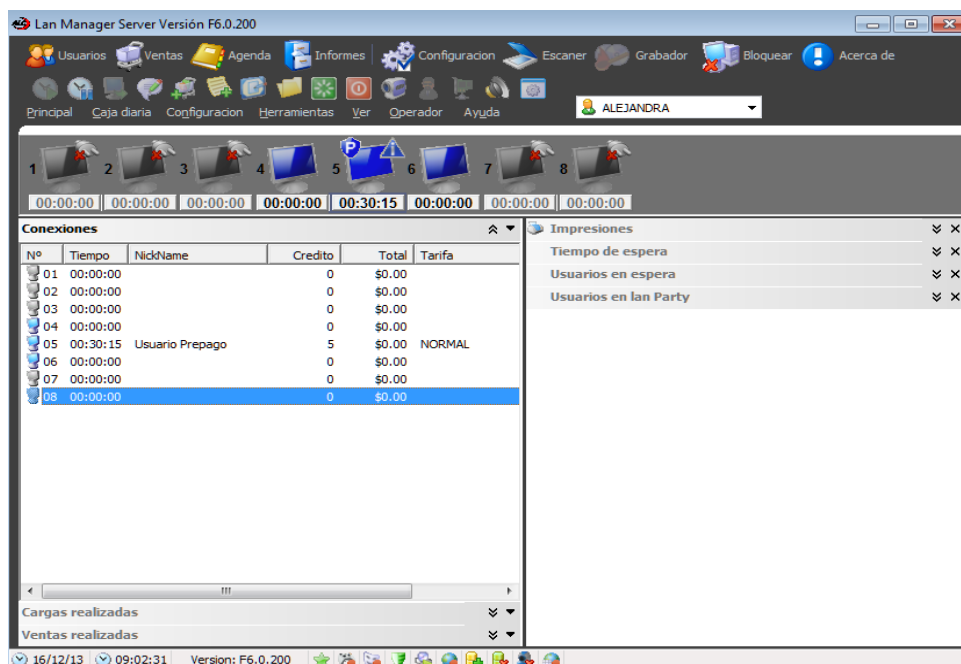 Lan Manager Server Versión F6.0.200
Usuarios Ventas Agenda Informes Configuracion Escaner Grabador Bloquear Acerca de
Principal Caja diaria Configuracion Herramientas Ver Operador Ayuda
ALEJANDRA
1 2 3 4 5 P 6 7 8
00:00:00 00:00:00 00:00:00 00:00:00 00:30:15 00:00:00 00:00:00 00:00:00
Conexiones
Nº Tiempo NickName Credito Total Tarifa
01 00:00:00 0 $0.00
02 00:00:00 0 $0.00
03 00:00:00 0 $0.00
04 00:00:00 0 $0.00
05 00:30:15 Usuario Prepago 5 $0.00 NORMAL
06 00:00:00 0 $0.00
07 00:00:00 0 $0.00
08 00:00:00 0 $0.00
Cargas realizadas
Ventas realizadas
Impresiones
Tiempo de espera
Usuarios en espera
Usuarios en lan Party
16/12/13 09:02:31 Version: F6.0.200